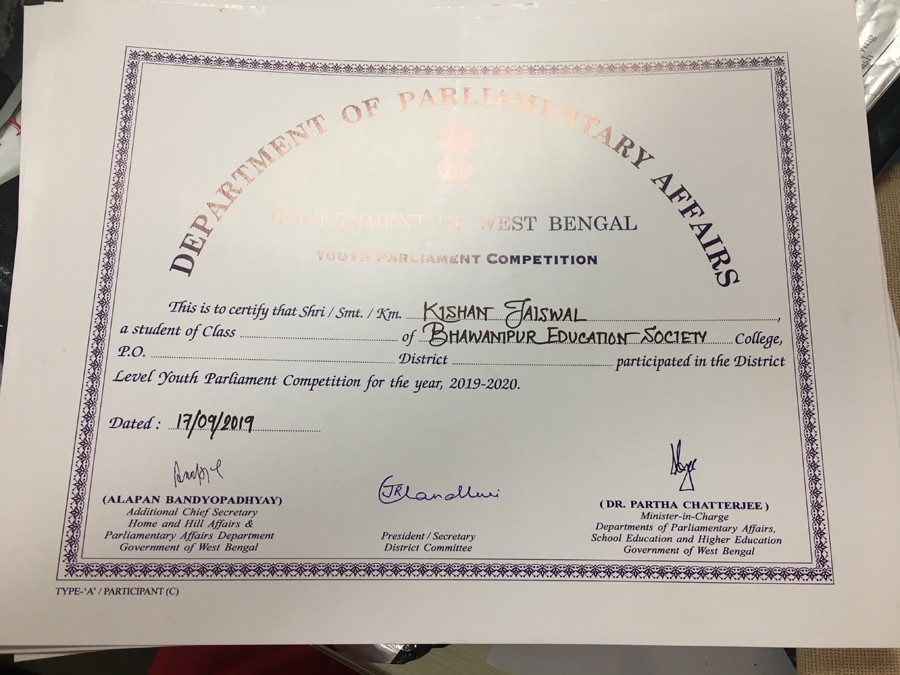 DEPARTMENT OF PARLIAMENTARY AFFAIRS
GOVERNMENT OF WEST BENGAL
YOUTH PARLIAMENT COMPETITION
This is to certify that Shri / Smt. / Km. KISHAN JAISWAL,
a student of Class of BHAWANIPUR EDUCATION SOCIETY College,
P.O. District participated in the District
Level Youth Parliament Competition for the year, 2019-2020.
Dated : 17/09/2019
(ALAPAN BANDYOPADHYAY)
Additional Chief Secretary
Home and Hill Affairs &
Parliamentary Affairs Department
Government of West Bengal
President / Secretary
District Committee
(DR. PARTHA CHATTERJEE)
Minister-in-Charge
Departments of Parliamentary Affairs,
School Education and Higher Education
Government of West Bengal
TYPE-'A' / PARTICIPANT (C)